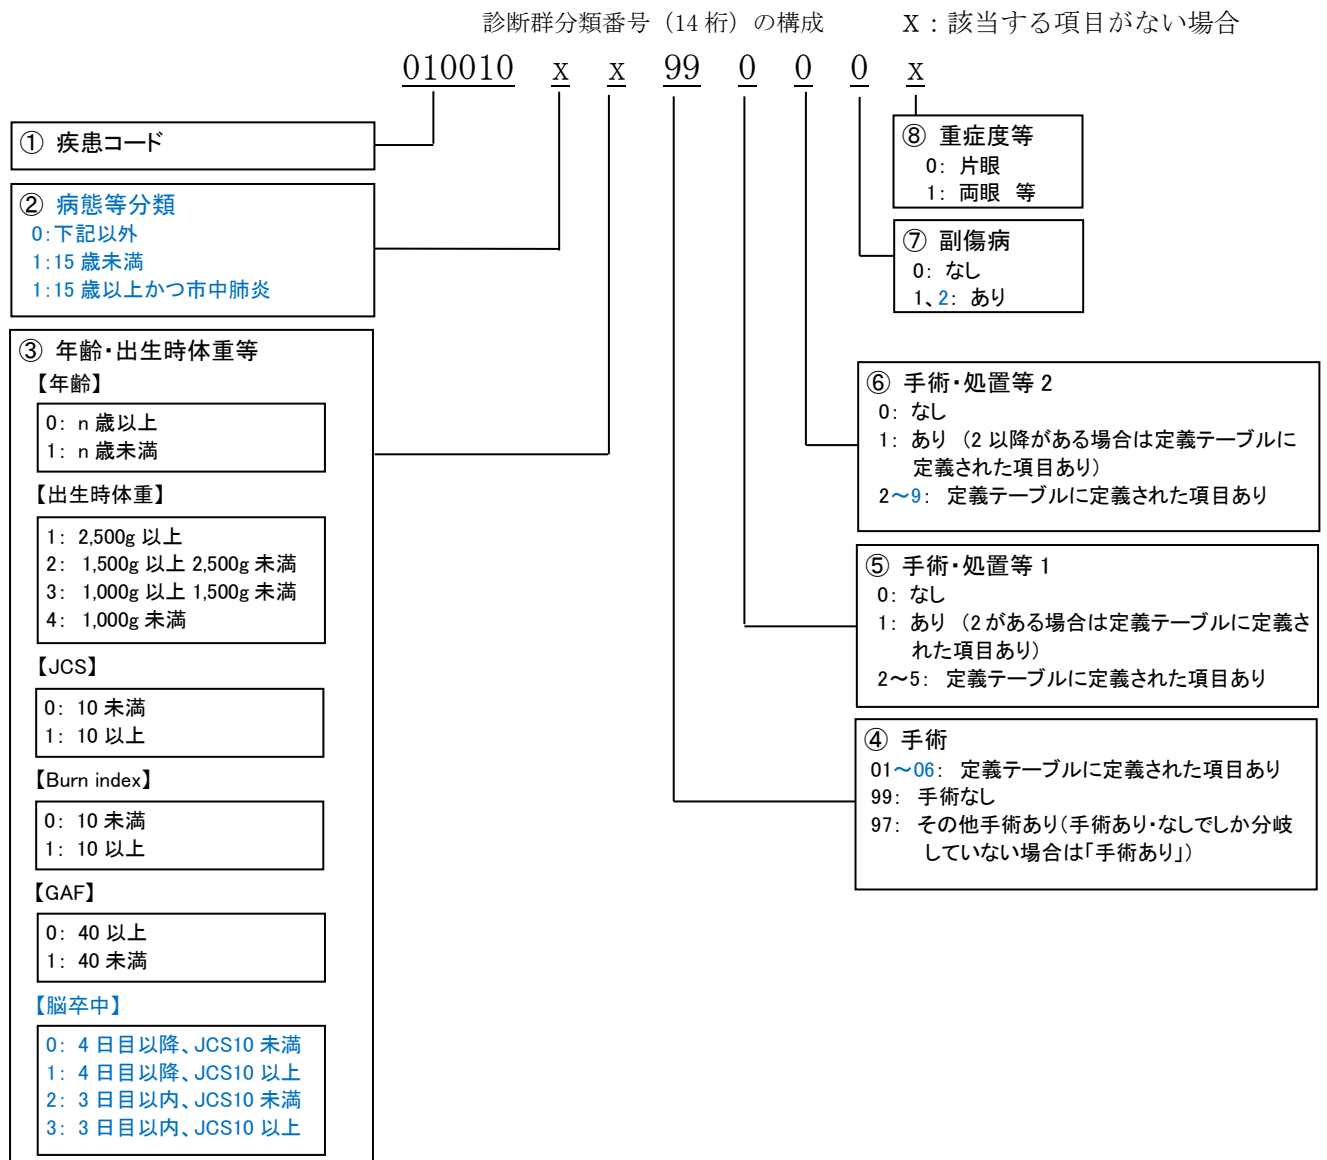 診断群分類番号（14 桁）の構成　　X：該当する項目がない場合
010010 x x 99 0 0 0 x
① 疾患コード
② 病態等分類
0：下記以外
1：15 歳未満
1：15 歳以上かつ市中肺炎
③ 年齢・出生時体重等
【年齢】
0： n 歳以上
1： n 歳未満
【出生時体重】
1： 2,500g 以上
2： 1,500g 以上 2,500g 未満
3： 1,000g 以上 1,500g 未満
4： 1,000g 未満
【JCS】
0： 10 未満
1： 10 以上
【Burn index】
0： 10 未満
1： 10 以上
【GAF】
0： 40 以上
1： 40 未満
【脳卒中】
0： 4 日目以降、JCS10 未満
1： 4 日目以降、JCS10 以上
2： 3 日目以内、JCS10 未満
3： 3 日目以内、JCS10 以上
⑧ 重症度等
0： 片眼
1： 両眼 等
⑦ 副傷病
0： なし
1、2： あり
⑥ 手術・処置等 2
0： なし
1： あり （2 以降がある場合は定義テーブルに
定義された項目あり）
2～9： 定義テーブルに定義された項目あり
⑤ 手術・処置等 1
0： なし
1： あり （2 がある場合は定義テーブルに定義さ
れた項目あり）
2～5： 定義テーブルに定義された項目あり
④ 手術
01～06： 定義テーブルに定義された項目あり
99： 手術なし
97： その他手術あり（手術あり・なしでしか分岐
していない場合は「手術あり」）